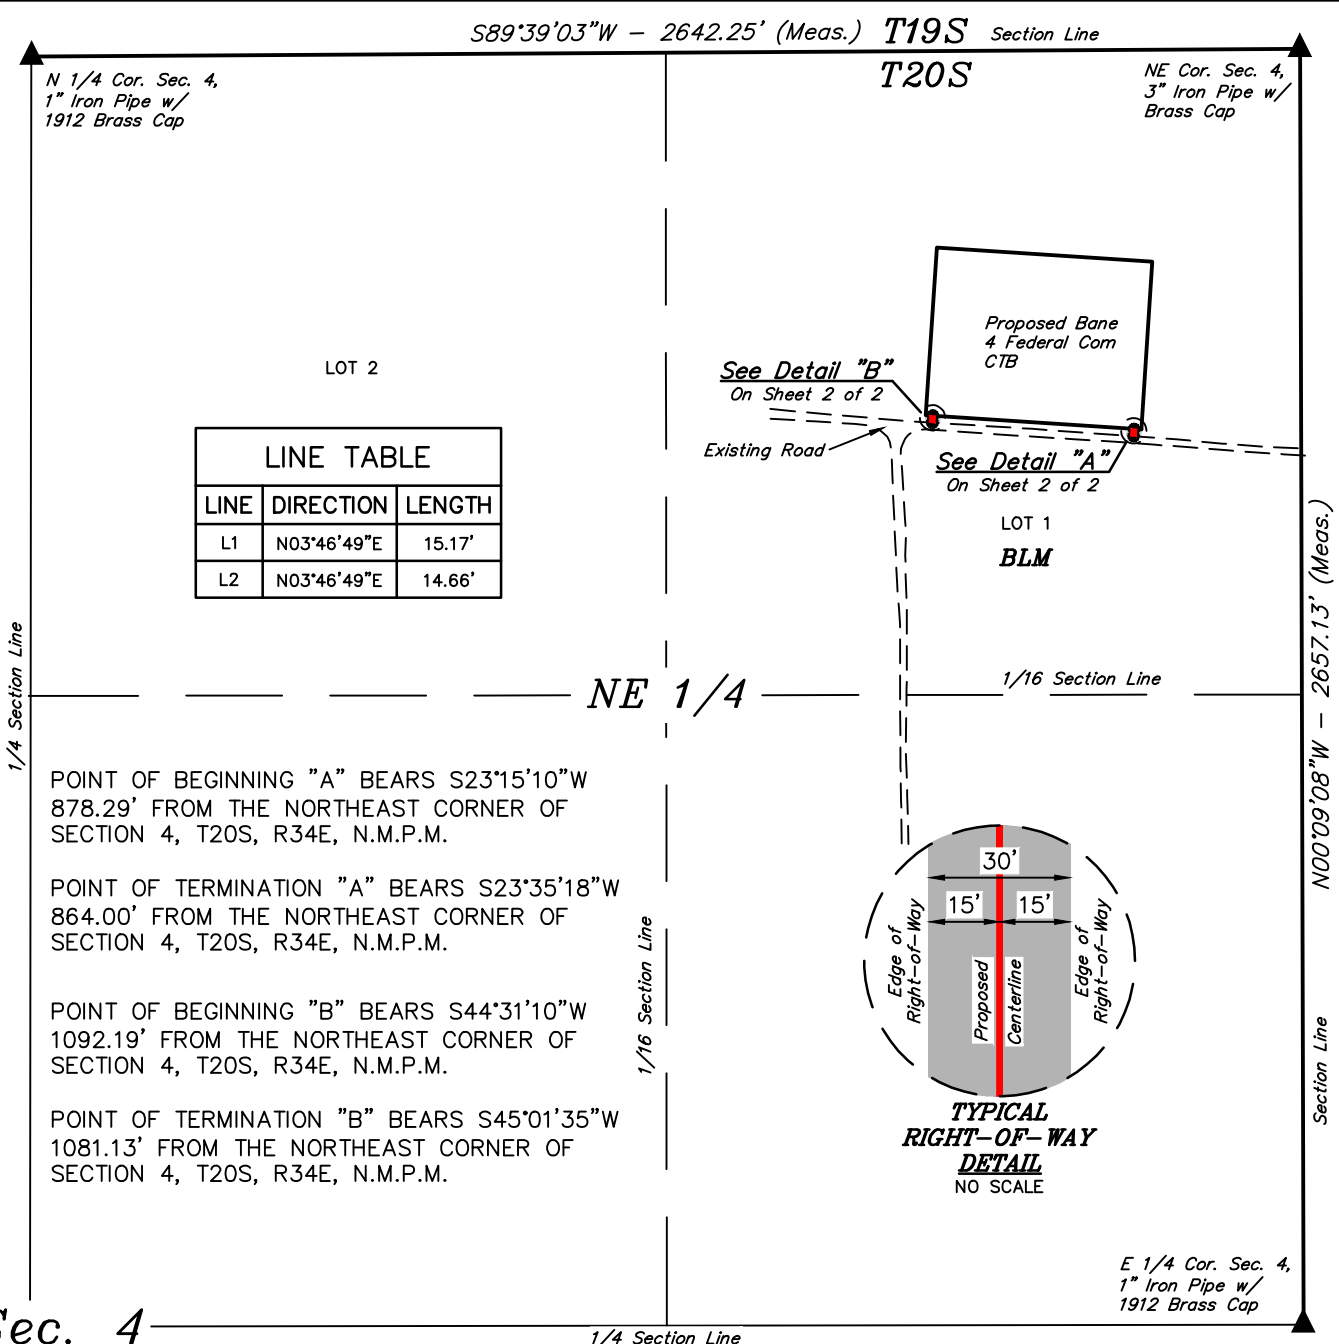 S89°39'03"W - 2642.25' (Meas.) T19S Section Line
T20S
N 1/4 Cor. Sec. 4,
1" Iron Pipe w/
1912 Brass Cap
NE Cor. Sec. 4,
3" Iron Pipe w/
Brass Cap
Proposed Bane
4 Federal Com
CTB
LOT 2
See Detail "B"
On Sheet 2 of 2
Existing Road
See Detail "A"
On Sheet 2 of 2
LOT 1
BLM
LINE TABLE
LINE DIRECTION LENGTH
L1 N03°46'49"E 15.17'
L2 N03°46'49"E 14.66'
1/4 Section Line
N00°09'08"W - 2657.13' (Meas.)
NE 1/4
1/16 Section Line
POINT OF BEGINNING "A" BEARS S23°15'10"W
878.29' FROM THE NORTHEAST CORNER OF
SECTION 4, T20S, R34E, N.M.P.M.
POINT OF TERMINATION "A" BEARS S23°35'18"W
864.00' FROM THE NORTHEAST CORNER OF
SECTION 4, T20S, R34E, N.M.P.M.
POINT OF BEGINNING "B" BEARS S44°31'10"W
1092.19' FROM THE NORTHEAST CORNER OF
SECTION 4, T20S, R34E, N.M.P.M.
POINT OF TERMINATION "B" BEARS S45°01'35"W
1081.13' FROM THE NORTHEAST CORNER OF
SECTION 4, T20S, R34E, N.M.P.M.
1/16 Section Line
30'
15' 15'
Edge of
Right-of-Way
Proposed
Centerline
Edge of
Right-of-Way
TYPICAL
RIGHT-OF-WAY
DETAIL
NO SCALE
Section Line
E 1/4 Cor. Sec. 4,
1" Iron Pipe w/
1912 Brass Cap
Sec. 4
1/4 Section Line